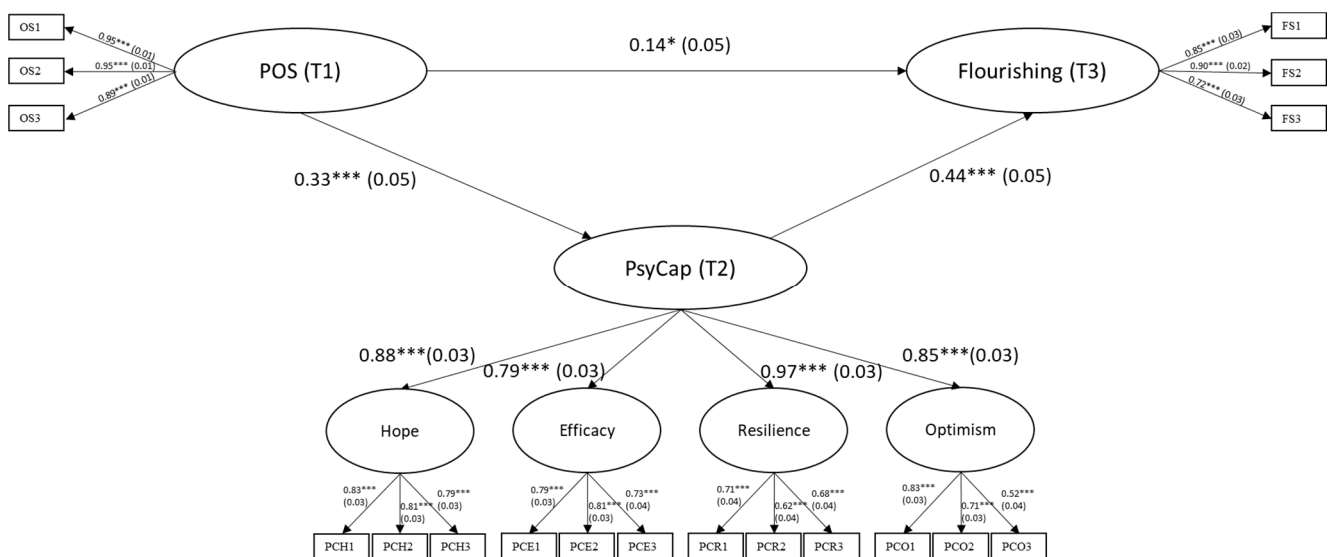 OS1
OS2
OS3
0.95*** (0.01)
0.95*** (0.01)
0.89*** (0.01)
POS (T1)
0.14* (0.05)
Flourishing (T3)
0.85*** (0.03)
0.90*** (0.02)
0.72*** (0.03)
FS1
FS2
FS3
0.33*** (0.05)
0.44*** (0.05)
PsyCap (T2)
0.88***(0.03)
0.79*** (0.03)
0.97*** (0.03)
0.85***(0.03)
Hope
Efficacy
Resilience
Optimism
0.83***
(0.03)
0.81***
(0.03)
0.79***
(0.03)
0.79***
(0.03)
0.81***
(0.03)
0.73***
(0.04)
0.71***
(0.04)
0.62***
(0.04)
0.68***
(0.04)
0.83***
(0.03)
0.71***
(0.03)
0.52***
(0.04)
PCH1
PCH2
PCH3
PCE1
PCE2
PCE3
PCR1
PCR2
PCR3
PCO1
PCO2
PCO3